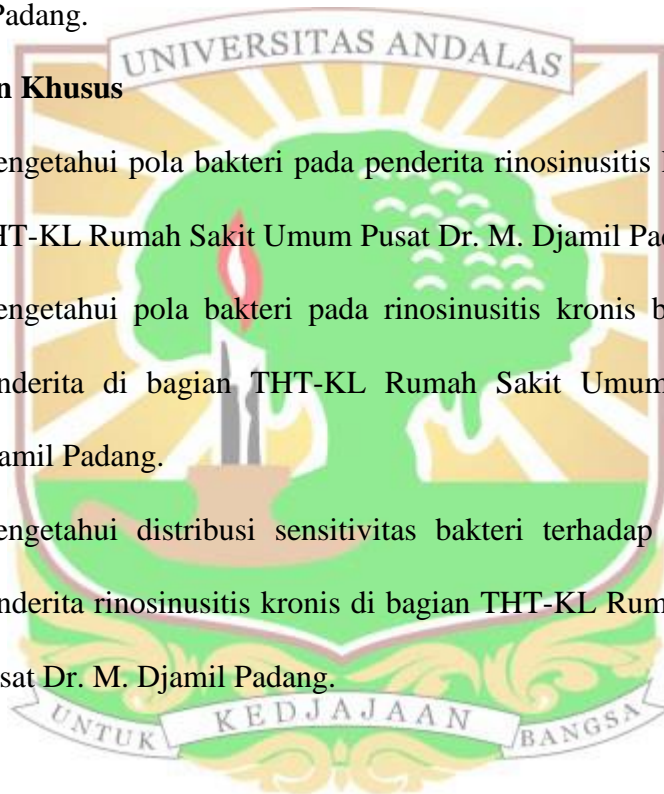 Padang.
UNIVERSITAS ANDALAS
n Khusus
engetahui pola bakteri pada penderita rinosinusitis
HT-KL Rumah Sakit Umum Pusat Dr. M. Djamil Pad
engetahui pola bakteri pada rinosinusitis kronis b
nderita di bagian THT-KL Rumah Sakit Umum
amil Padang.
engetahui distribusi sensitivitas bakteri terhadap
nderita rinosinusitis kronis di bagian THT-KL Rum
sat Dr. M. Djamil Padang.
UNTUK KEDJAJAAN BANGSA